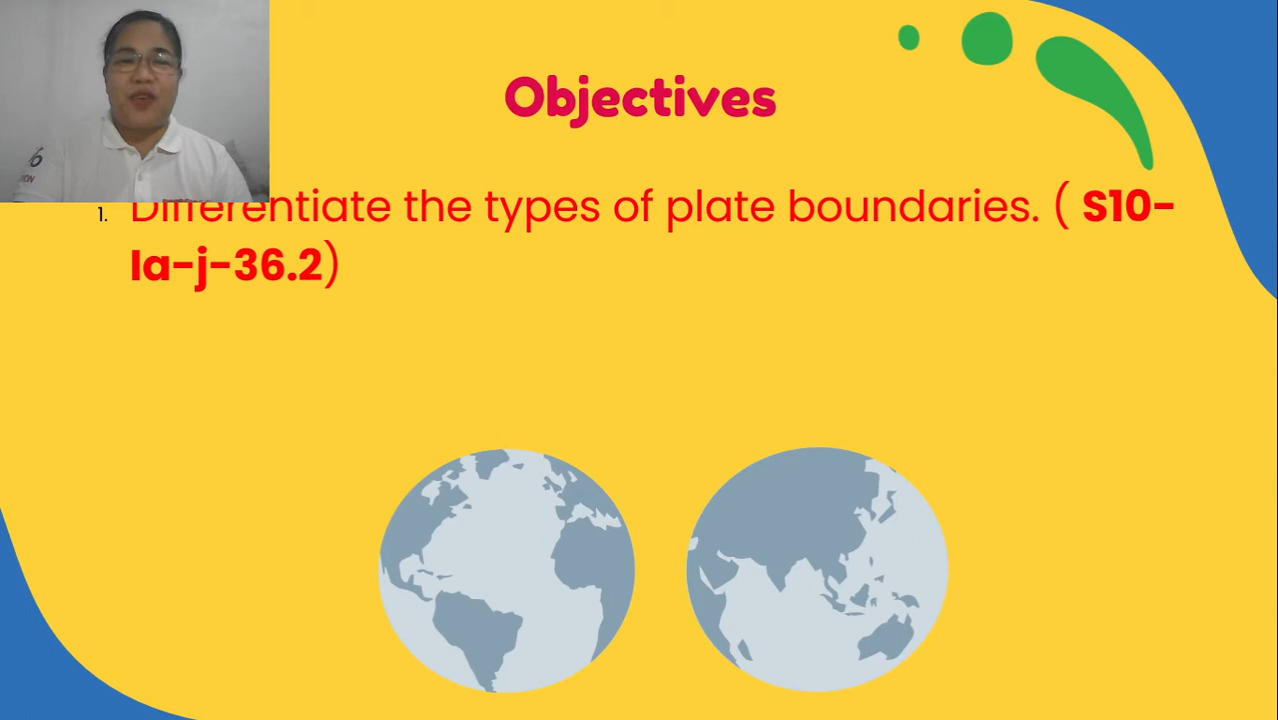 Objectives
1. Differentiate the types of plate boundaries. ( S10-
Ia-j-36.2)